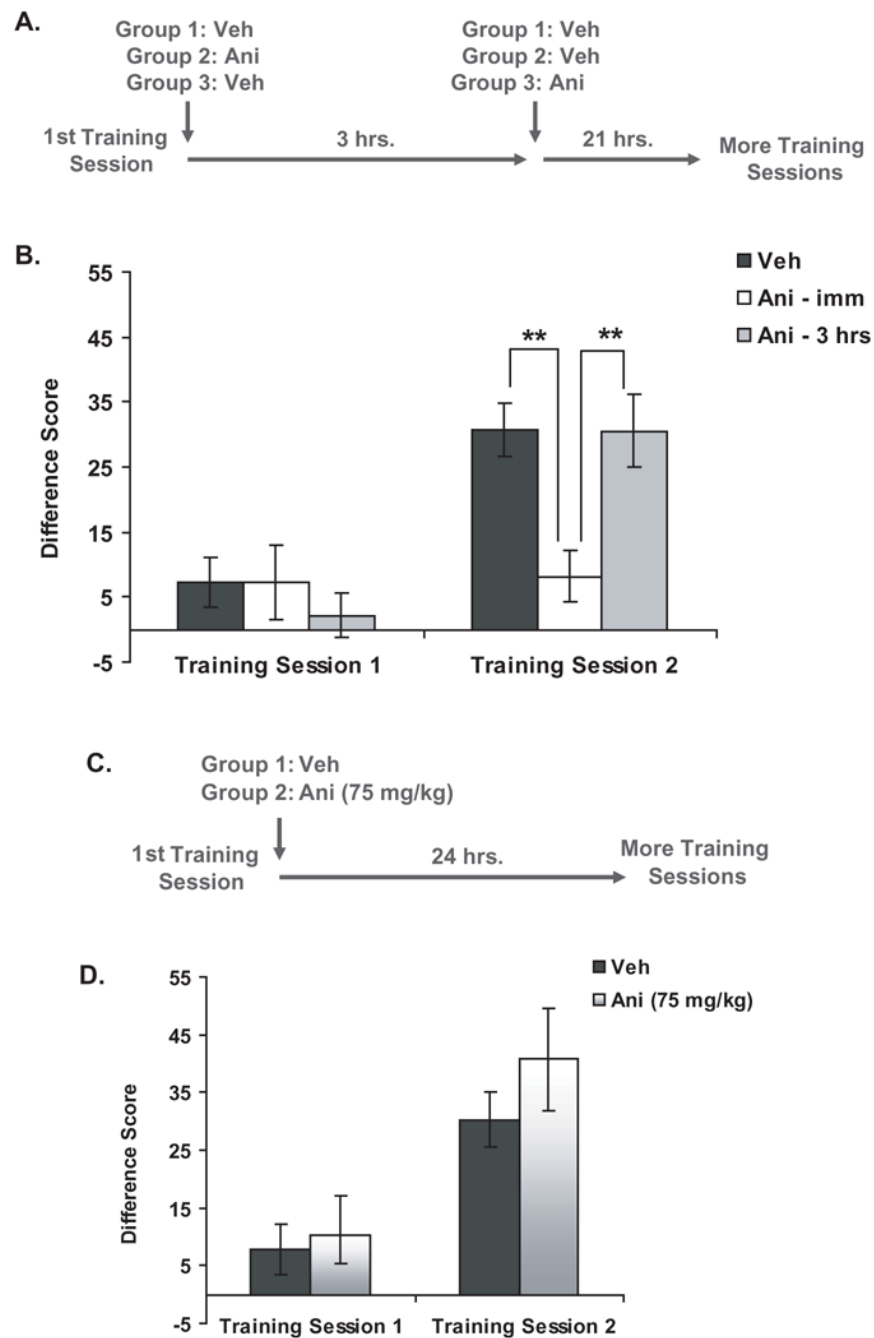 A.
Group 1: Veh
Group 2: Ani
Group 3: Veh
Group 1: Veh
Group 2: Veh
Group 3: Ani
1st Training
Session
3 hrs.
21 hrs.
More Training
Sessions
B.
55
45
35
25
15
5
-5
Difference Score
**
**
Veh
Ani - imm
Ani - 3 hrs
Training Session 1
Training Session 2
C.
Group 1: Veh
Group 2: Ani (75 mg/kg)
1st Training
Session
24 hrs.
More Training
Sessions
D.
55
45
35
25
15
5
-5
Difference Score
Veh
Ani (75 mg/kg)
Training Session 1
Training Session 2